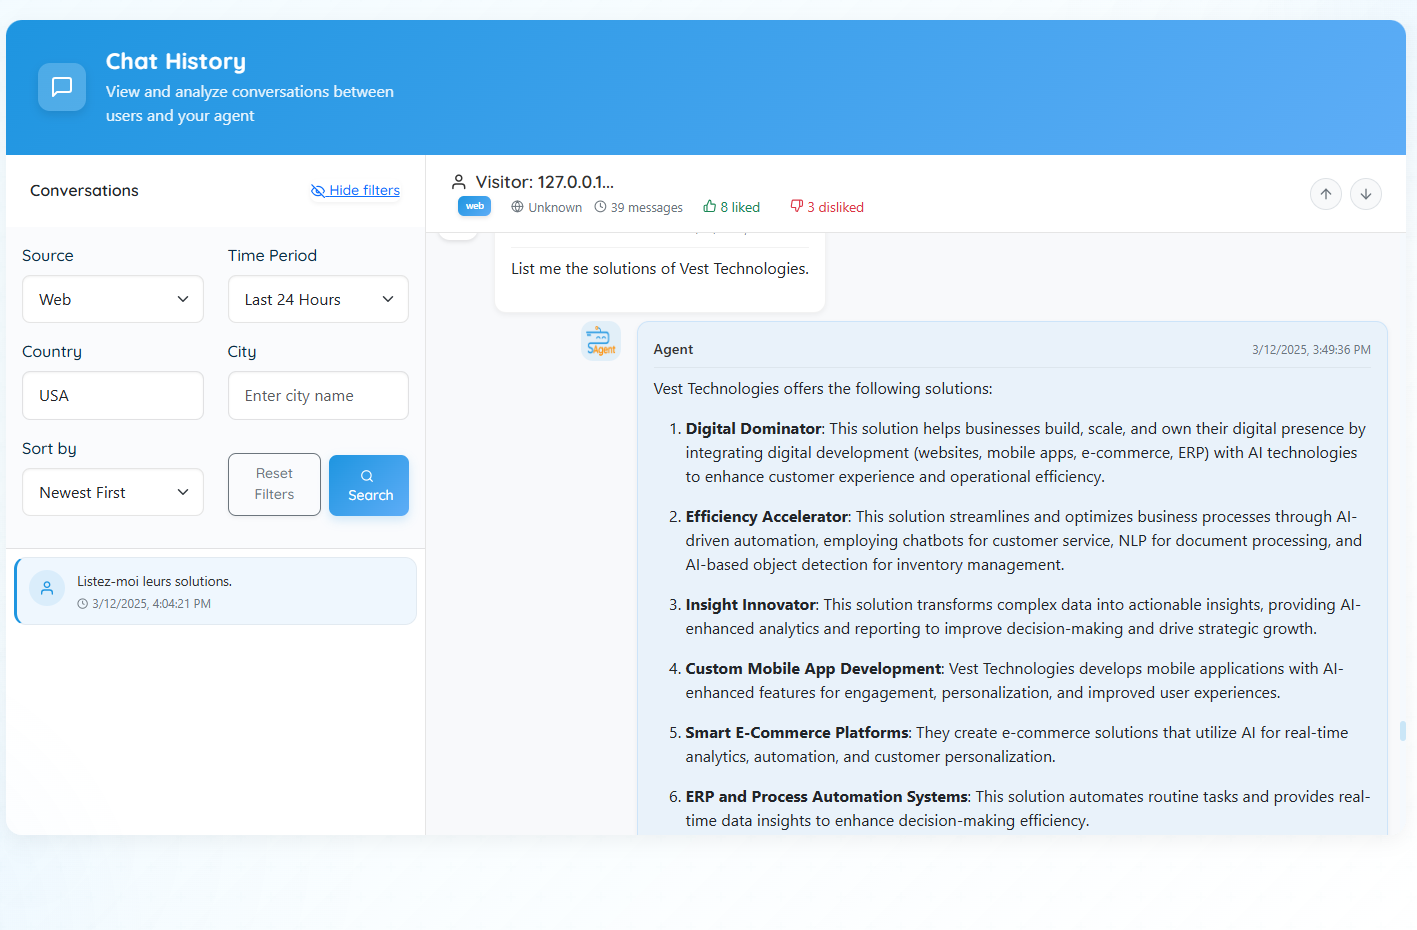 Chat History
View and analyze conversations between
users and your agent
Conversations
Hide filters
Source
Time Period
Web
Last 24 Hours
Country
City
USA
Enter city name
Sort by
Newest First
Reset
Filters
Search
Listez-moi leurs solutions.
3/12/2025, 4:04:21 PM
Visitor: 127.0.0.1...
web
Unknown
39 messages
8 liked
3 disliked
List me the solutions of Vest Technologies.
SAgent
Agent
3/12/2025, 3:49:36 PM
Vest Technologies offers the following solutions:
1. Digital Dominator: This solution helps businesses build, scale, and own their digital presence by
integrating digital development (websites, mobile apps, e-commerce, ERP) with AI technologies
to enhance customer experience and operational efficiency.
2. Efficiency Accelerator: This solution streamlines and optimizes business processes through AI-
driven automation, employing chatbots for customer service, NLP for document processing, and
AI-based object detection for inventory management.
3. Insight Innovator: This solution transforms complex data into actionable insights, providing AI-
enhanced analytics and reporting to improve decision-making and drive strategic growth.
4. Custom Mobile App Development: Vest Technologies develops mobile applications with AI-
enhanced features for engagement, personalization, and improved user experiences.
5. Smart E-Commerce Platforms: They create e-commerce solutions that utilize AI for real-time
analytics, automation, and customer personalization.
6. ERP and Process Automation Systems: This solution automates routine tasks and provides real-
time data insights to enhance decision-making efficiency.